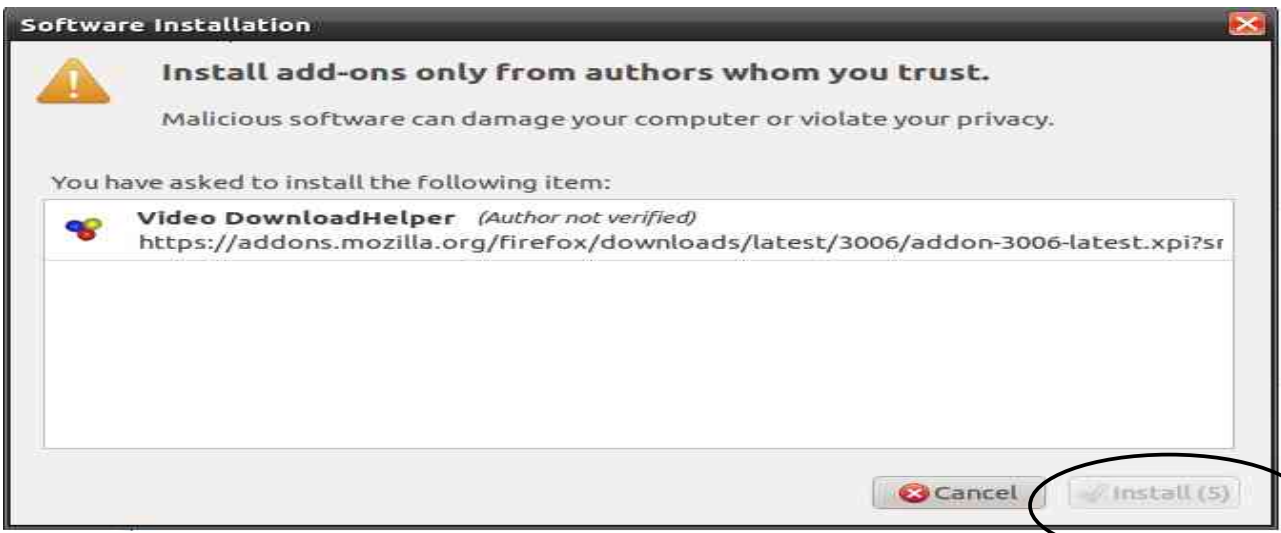 Software Installation
Install add-ons only from authors whom you trust.
Malicious software can damage your computer or violate your privacy.
You have asked to install the following item:
Video DownloadHelper (Author not verified)
https://addons.mozilla.org/firefox/downloads/latest/3006/addon-3006-latest.xpi?sr
Cancel Install (5)